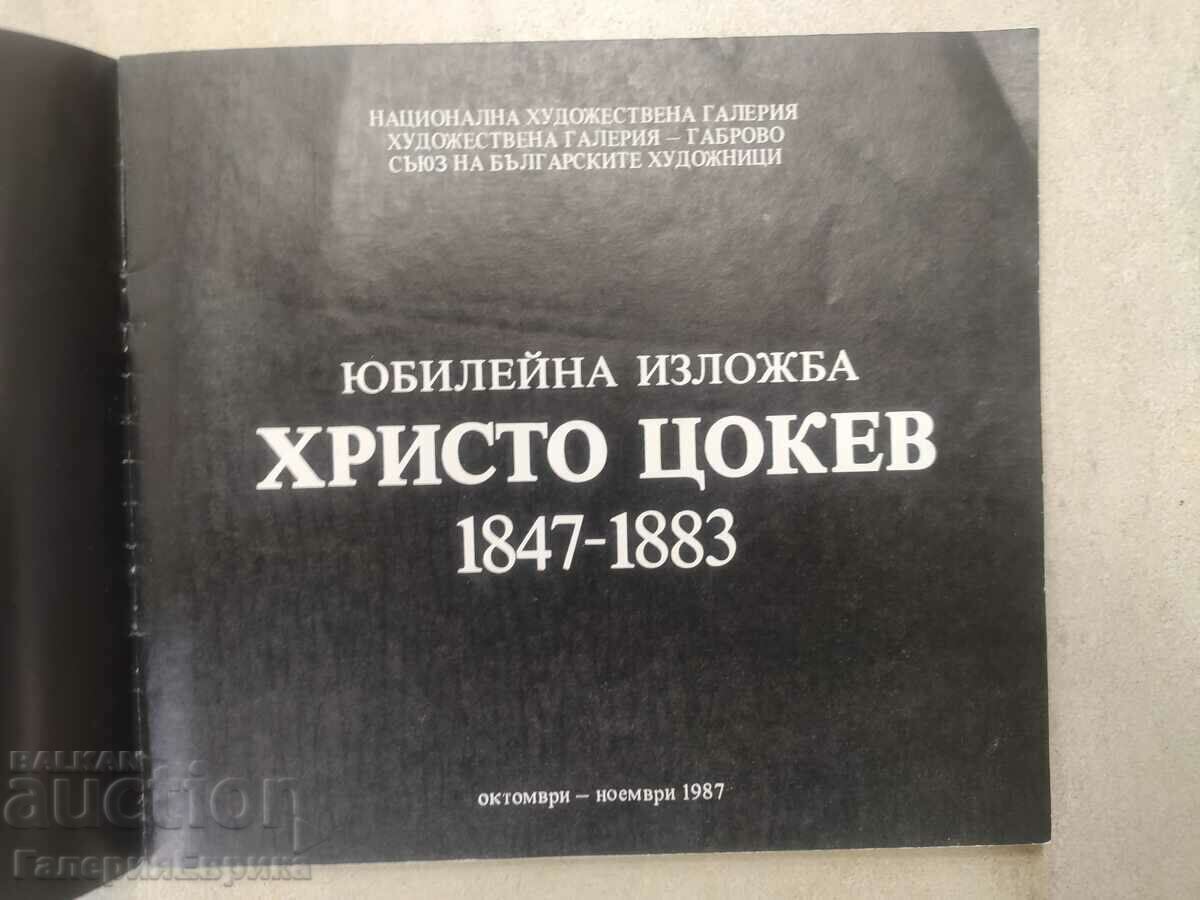 НАЦИОНАЛНА ХУДОЖЕСТВЕНА ГАЛЕРИЯ
ХУДОЖЕСТВЕНА ГАЛЕРИЯ – ГАБРОВО
СЪЮЗ НА БЪЛГАРСКИТЕ ХУДОЖНИЦИ
ЮБИЛЕЙНА ИЗЛОЖБА
ХРИСТО ЦОКЕВ
1847-1883
октомври – ноември 1987
BALKAN
auction
ГалерияЕврика